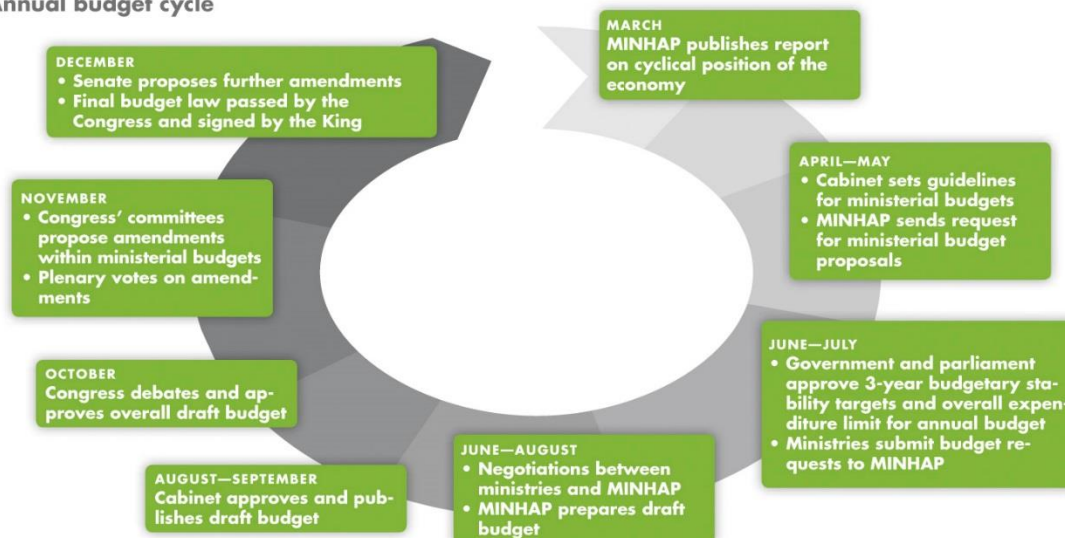 Annual budget cycle
MARCH
MINHAP publishes report
on cyclical position of the
economy
APRIL—MAY
• Cabinet sets guidelines
for ministerial budgets
• MINHAP sends request
for ministerial budget
proposals
JUNE—JULY
• Government and parliament
approve 3-year budgetary sta-
bility targets and overall expen-
diture limit for annual budget
• Ministries submit budget re-
quests to MINHAP
JUNE—AUGUST
• Negotiations between
ministries and MINHAP
• MINHAP prepares draft
budget
AUGUST—SEPTEMBER
Cabinet approves and pub-
lishes draft budget
OCTOBER
Congress debates and ap-
proves overall draft budget
NOVEMBER
• Congress’ committees
propose amendments
within ministerial budgets
• Plenary votes on amend-
ments
DECEMBER
• Senate proposes further amendments
• Final budget law passed by the
Congress and signed by the King